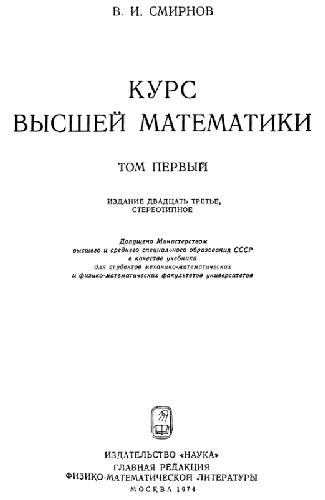 В. И. СМИРНОВ
КУРС
ВЫСШЕЙ МАТЕМАТИКИ
ТОМ ПЕРВЫЙ
ИЗДАНИЕ ДВАДЦАТЬ ТРЕТЬЕ,
СТЕРЕОТИПНОЕ
Допущено Министерством
высшего и среднего специального образования СССР
в качестве учебника
для студентов механико-математических
и физико-математических факультетов университетов
ИЗДАТЕЛЬСТВО «НАУКА»
ГЛАВНАЯ РЕДАКЦИЯ
ФИЗИКО-МАТЕМАТИЧЕСКОЙ ЛИТЕРАТУРЫ
МОСКВА 1974